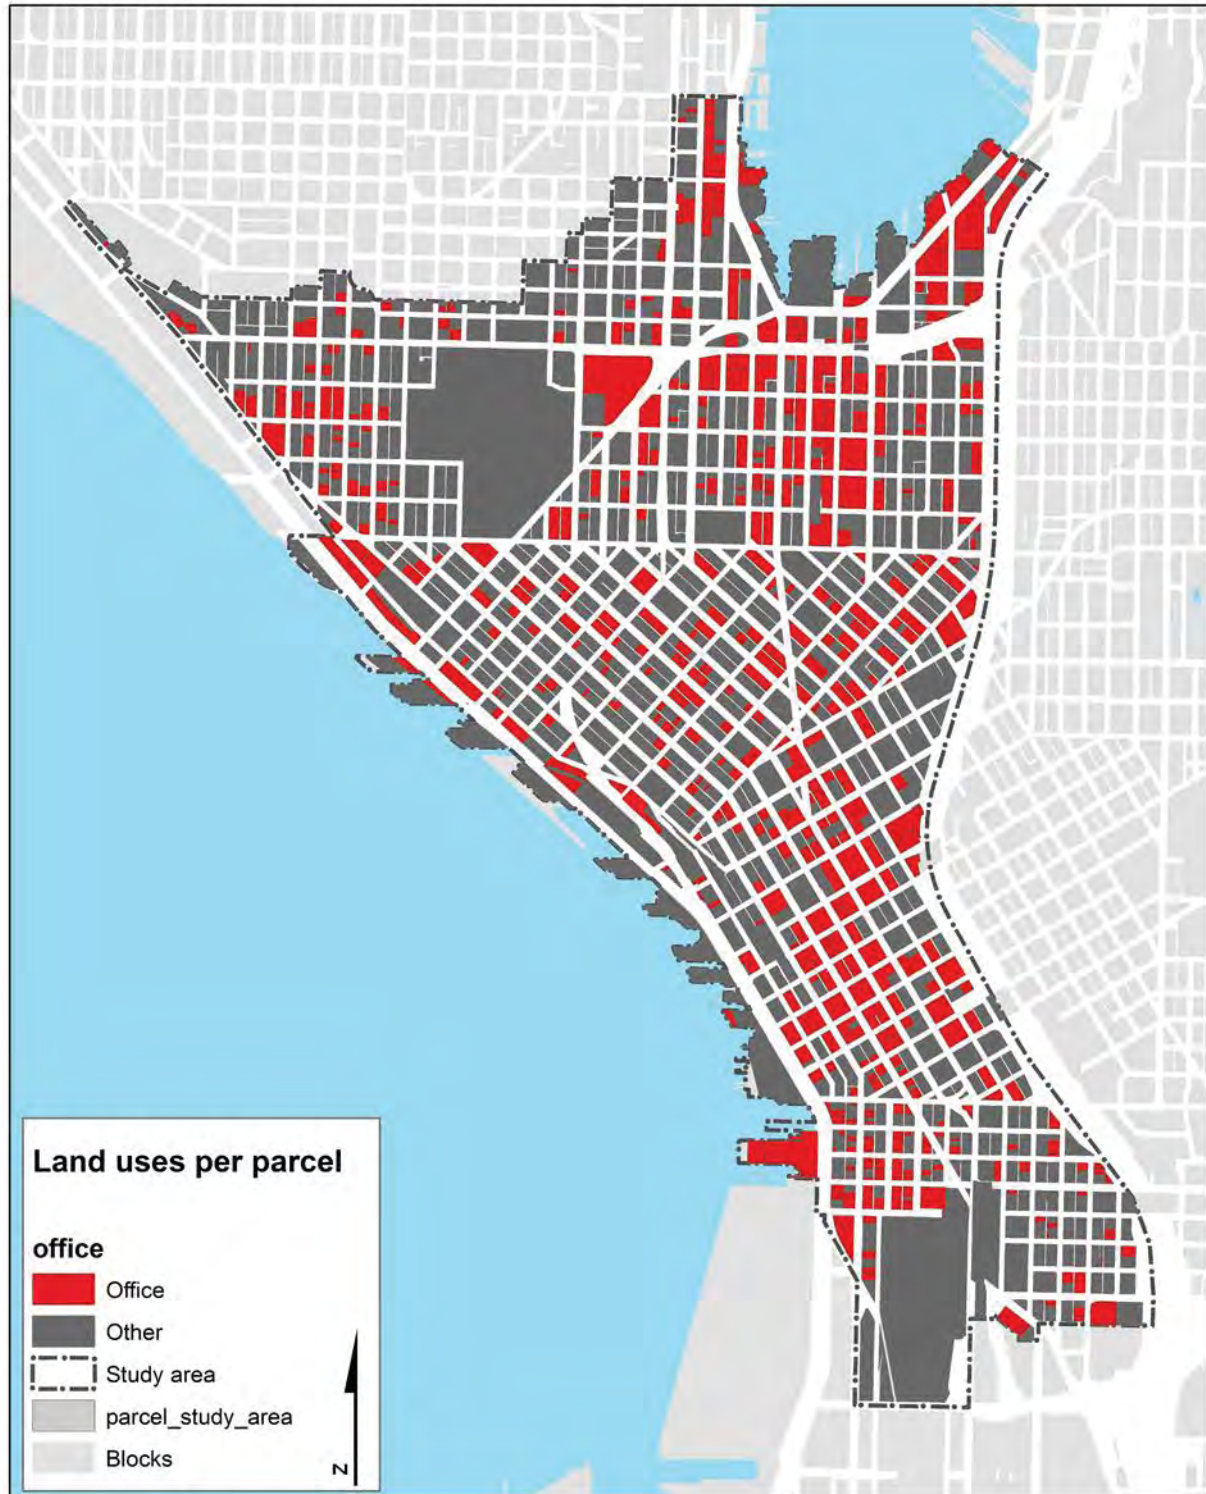 Land uses per parcel
office
Office
Other
Study area
parcel_study_area
Blocks
N